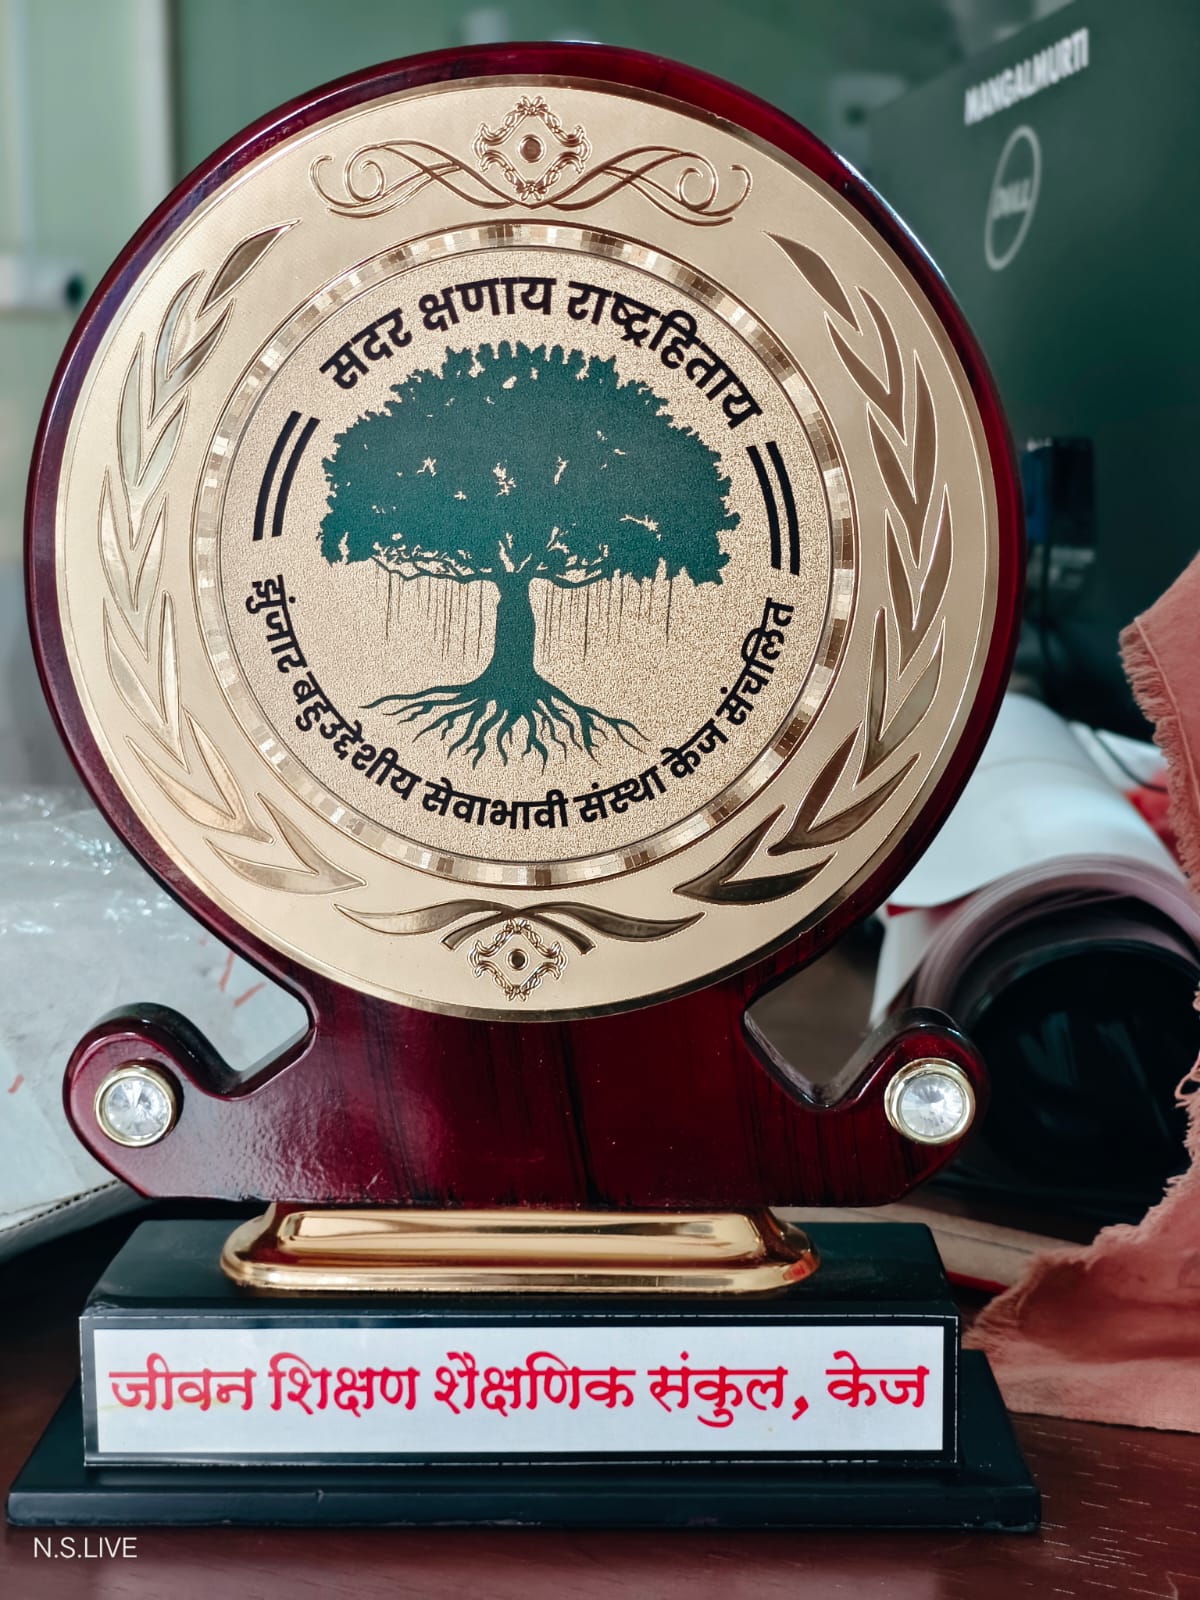 MANGALMURTI
DELL
सदर क्षणाय राष्ट्रहिताय
झुंजार बहुउद्देशीय सेवाभावी संस्था केज संचलित
जीवन शिक्षण शैक्षणिक संकुल, केज
N.S.LIVE